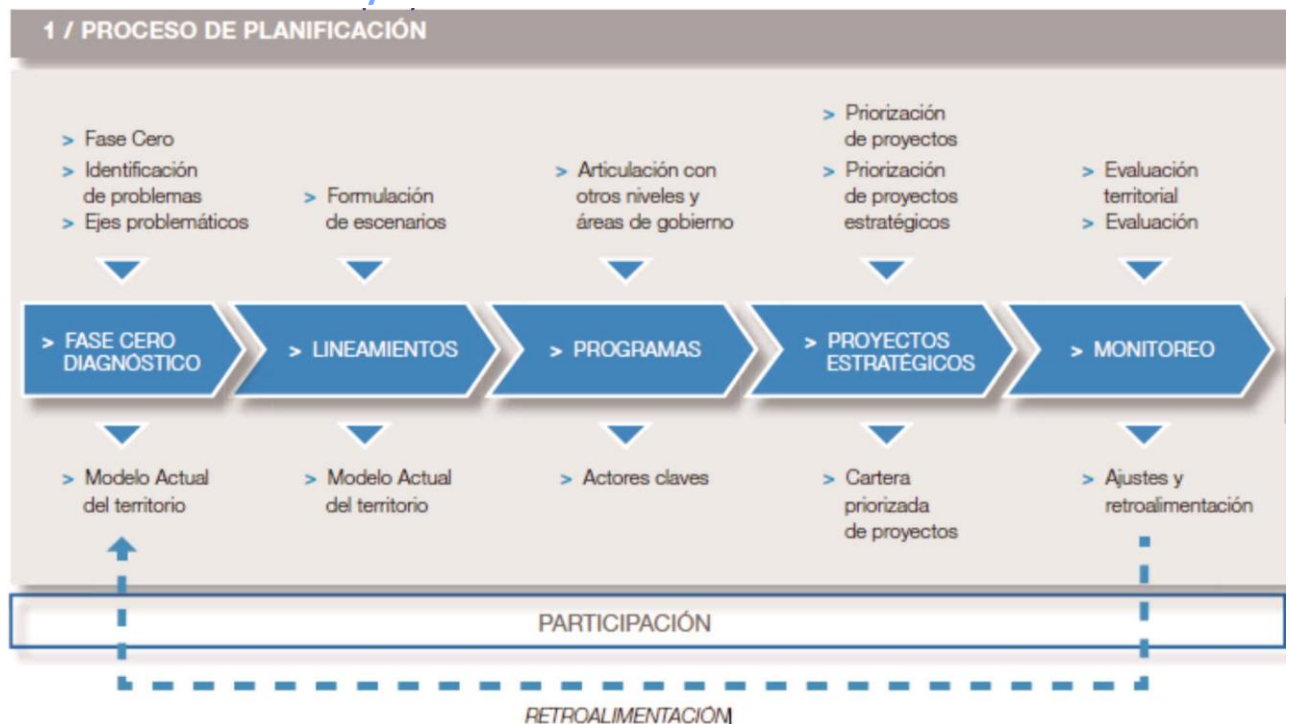 1 / PROCESO DE PLANIFICACIÓN
> Fase Cero
> Identificación
de problemas
> Ejes problemáticos
> Formulación
de escenarios
> Articulación con
otros niveles y
áreas de gobierno
> Priorización
de proyectos
> Priorización
de proyectos
estratégicos
> Evaluación
territorial
> Evaluación
> FASE CERO
DIAGNÓSTICO
> LINEAMIENTOS
> PROGRAMAS
> PROYECTOS
ESTRATÉGICOS
> MONITOREO
> Modelo Actual
del territorio
> Modelo Actual
del territorio
> Actores claves
> Cartera
priorizada
de proyectos
> Ajustes y
retroalimentación
PARTICIPACIÓN
RETROALIMENTACIÓN